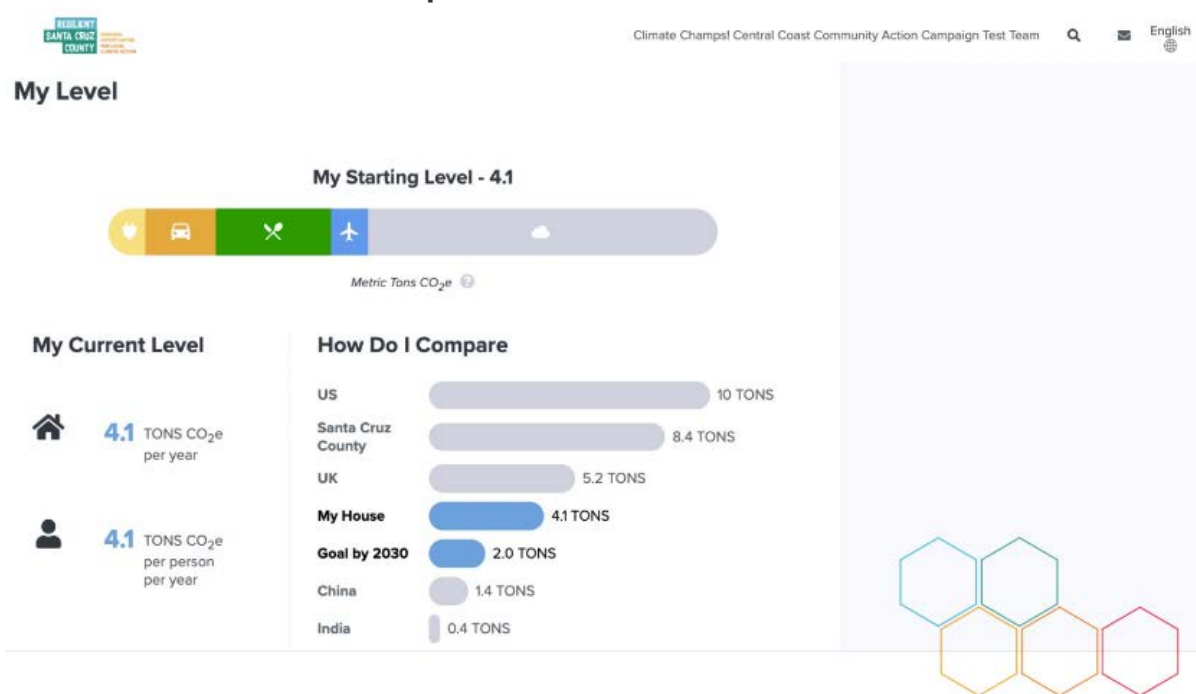 RESILIENT
SANTA CRUZ
COUNTY
Climate Champs! Central Coast Community Action Campaign Test Team
English
My Level
My Starting Level - 4.1
Metric Tons CO2e ?
My Current Level
4.1 TONS CO2e
per year
4.1 TONS CO2e
per person
per year
How Do I Compare
US 10 TONS
Santa Cruz
County 8.4 TONS
UK 5.2 TONS
My House 4.1 TONS
Goal by 2030 2.0 TONS
China 1.4 TONS
India 0.4 TONS